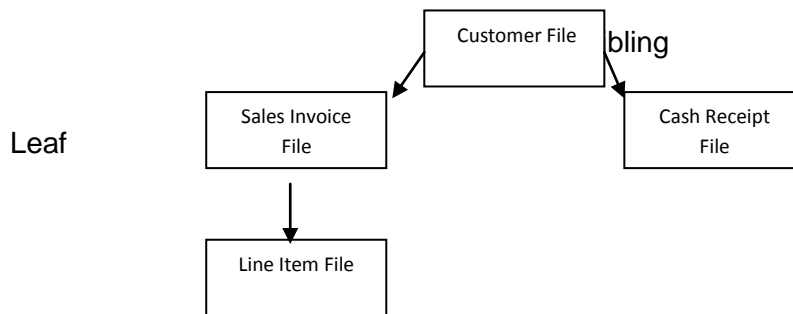 Customer File
bling
Sales Invoice
File
Cash Receipt
File
Leaf
Line Item File